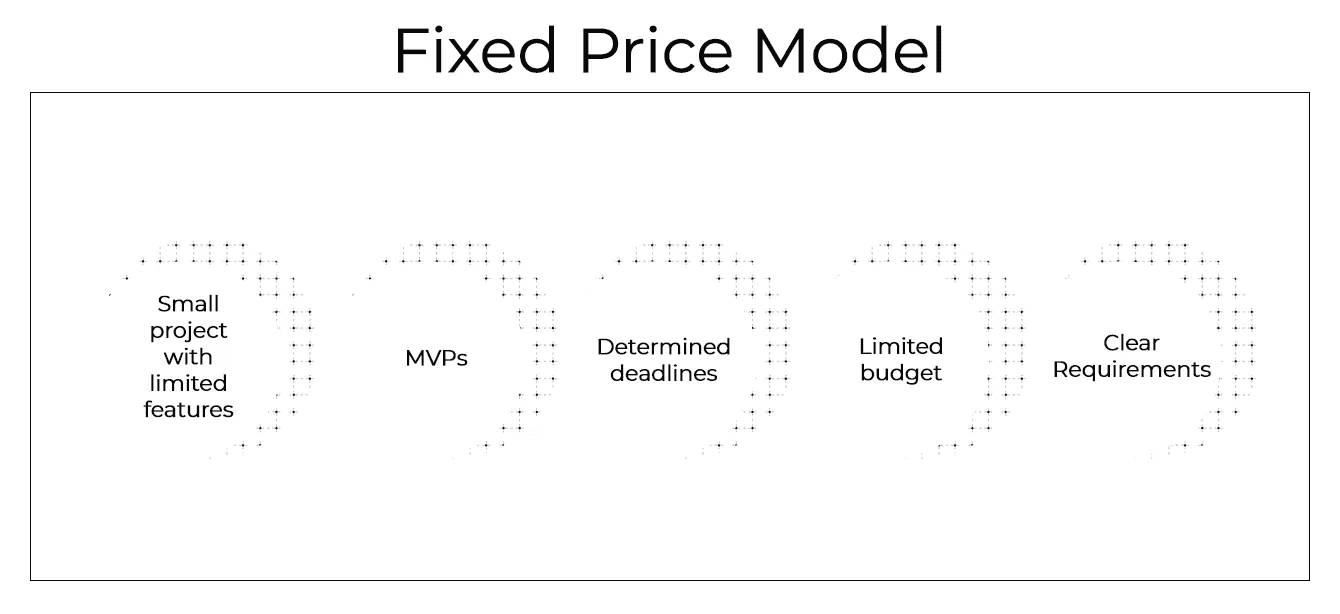 Fixed Price Model
Small
project
with
limited
features
MVPs
Determined
deadlines
Limited
budget
Clear
Requirements